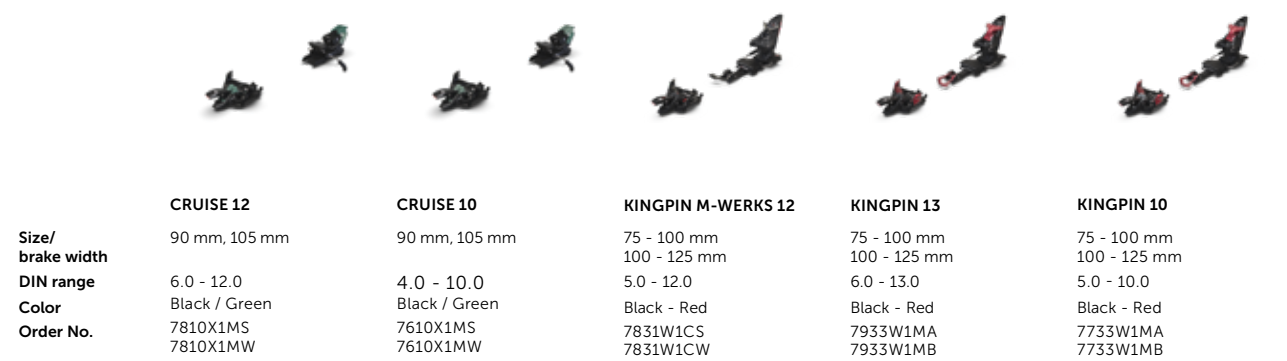 CRUISE 12 CRUISE 10 KINGPIN M-WERKS 12 KINGPIN 13 KINGPIN 10
Size/ 90 mm, 105 mm 90 mm, 105 mm 75 - 100 mm 75 - 100 mm 75 - 100 mm
brake width 100 - 125 mm 100 - 125 mm 100 - 125 mm
DIN range 6.0 - 12.0 4.0 - 10.0 5.0 - 12.0 6.0 - 13.0 5.0 - 10.0
Color Black / Green Black / Green Black - Red Black - Red Black - Red
Order No. 7810X1MS 7610X1MS 7831W1CS 7933W1MA 7733W1MA
7810X1MW 7610X1MW 7831W1CW 7933W1MB 7733W1MB